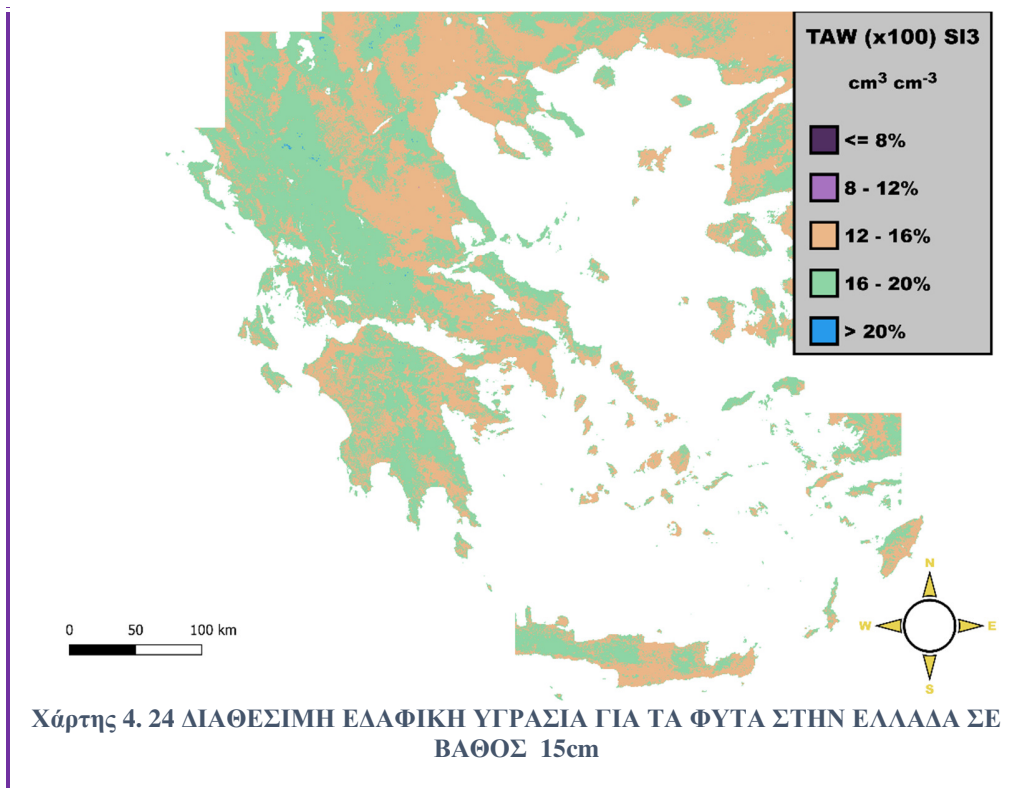 TAW (x100) SI3
cm³ cm⁻³
<= 8%
8 - 12%
12 - 16%
16 - 20%
> 20%
N
W E
S
0 50 100 km
Χάρτης 4. 24 ΔΙΑΘΕΣΙΜΗ ΕΔΑΦΙΚΗ ΥΓΡΑΣΙΑ ΓΙΑ ΤΑ ΦΥΤΑ ΣΤΗΝ ΕΛΛΑΔΑ ΣΕ
ΒΑΘΟΣ 15cm